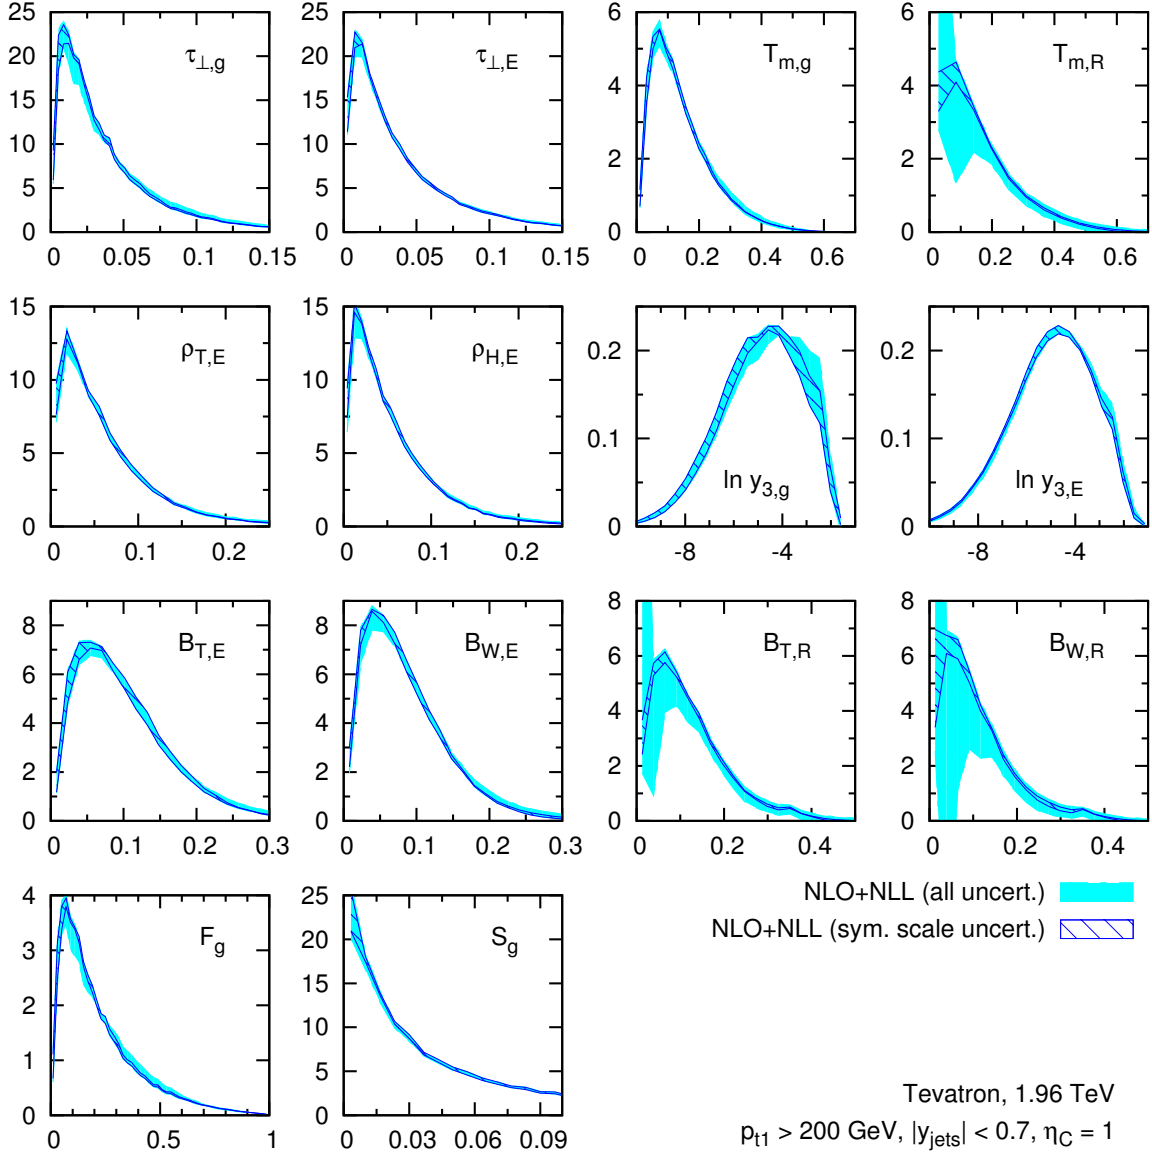 25
20
15
10
5
0
0 0.05 0.1 0.15
τ⊥,g
25
20
15
10
5
0
0 0.05 0.1 0.15
τ⊥,E
6
4
2
0
0 0.2 0.4 0.6
Tm,g
6
4
2
0
0 0.2 0.4 0.6
Tm,R
15
10
5
0
0 0.1 0.2
ρT,E
15
10
5
0
0 0.1 0.2
ρH,E
0.2
0.1
0
-8 -4
ln y3,g
0.2
0.1
0
-8 -4
ln y3,E
8
6
4
2
0
0 0.1 0.2 0.3
BT,E
8
6
4
2
0
0 0.1 0.2 0.3
BW,E
8
6
4
2
0
0 0.2 0.4
BT,R
8
6
4
2
0
0 0.2 0.4
BW,R
4
3
2
1
0
0 0.5 1
Fg
25
20
15
10
5
0
0 0.03 0.06 0.09
Sg
NLO+NLL (all uncert.)
NLO+NLL (sym. scale uncert.)
Tevatron, 1.96 TeV
pt1 > 200 GeV, |yjets| < 0.7, ηC = 1